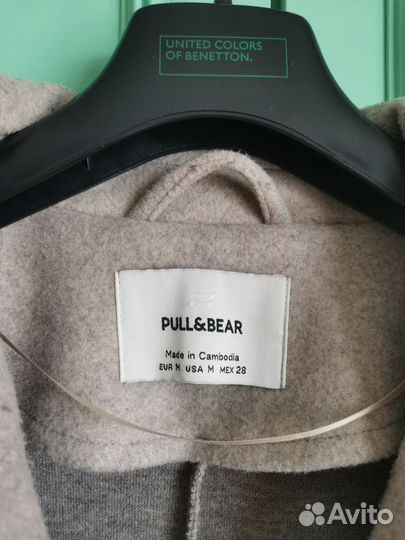 UNITED COLORS
OF BENETTON.
PULL&BEAR
Made in Cambodia
EUR M USA M MEX 28
Avito